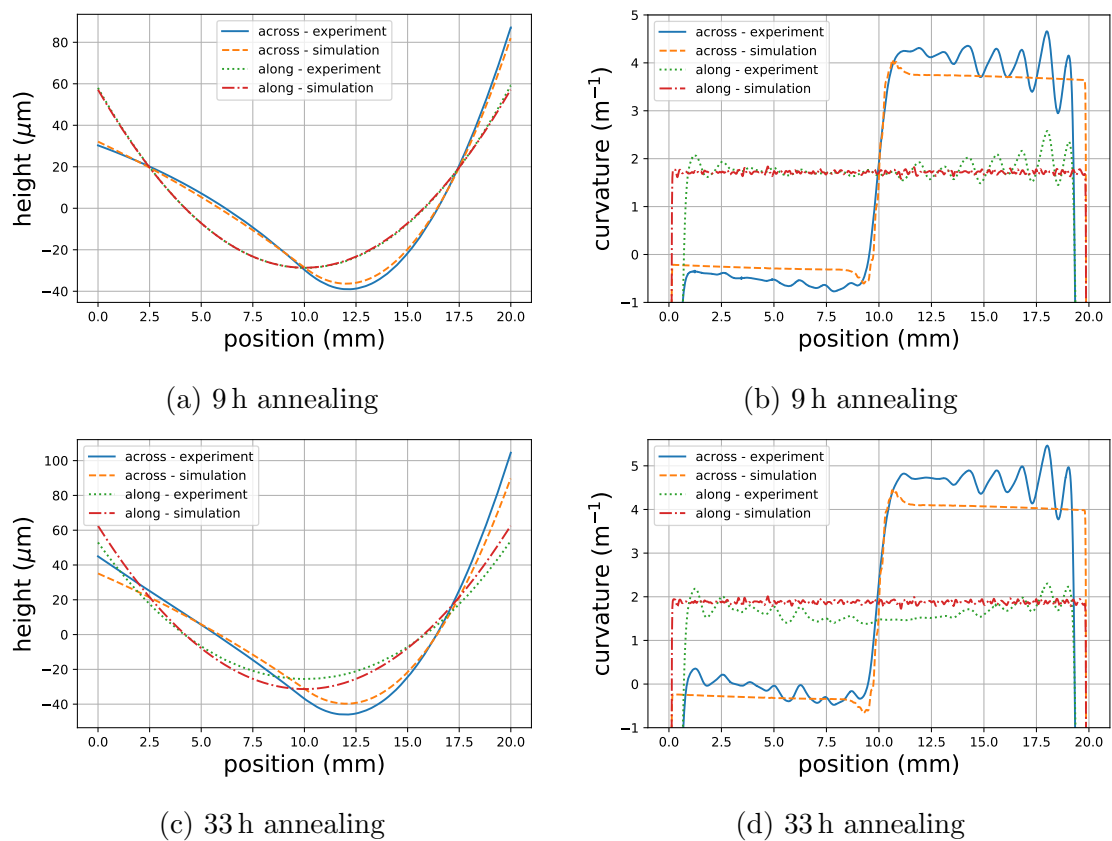 height (μm)
80
60
40
20
0
−20
−40
across - experiment
across - simulation
along - experiment
along - simulation
0.0 2.5 5.0 7.5 10.0 12.5 15.0 17.5 20.0
position (mm)
(a) 9 h annealing
curvature (m⁻¹)
5
4
3
2
1
0
−1
across - experiment
across - simulation
along - experiment
along - simulation
0.0 2.5 5.0 7.5 10.0 12.5 15.0 17.5 20.0
position (mm)
(b) 9 h annealing
height (μm)
100
80
60
40
20
0
−20
−40
across - experiment
across - simulation
along - experiment
along - simulation
0.0 2.5 5.0 7.5 10.0 12.5 15.0 17.5 20.0
position (mm)
(c) 33 h annealing
curvature (m⁻¹)
5
4
3
2
1
0
−1
across - experiment
across - simulation
along - experiment
along - simulation
0.0 2.5 5.0 7.5 10.0 12.5 15.0 17.5 20.0
position (mm)
(d) 33 h annealing